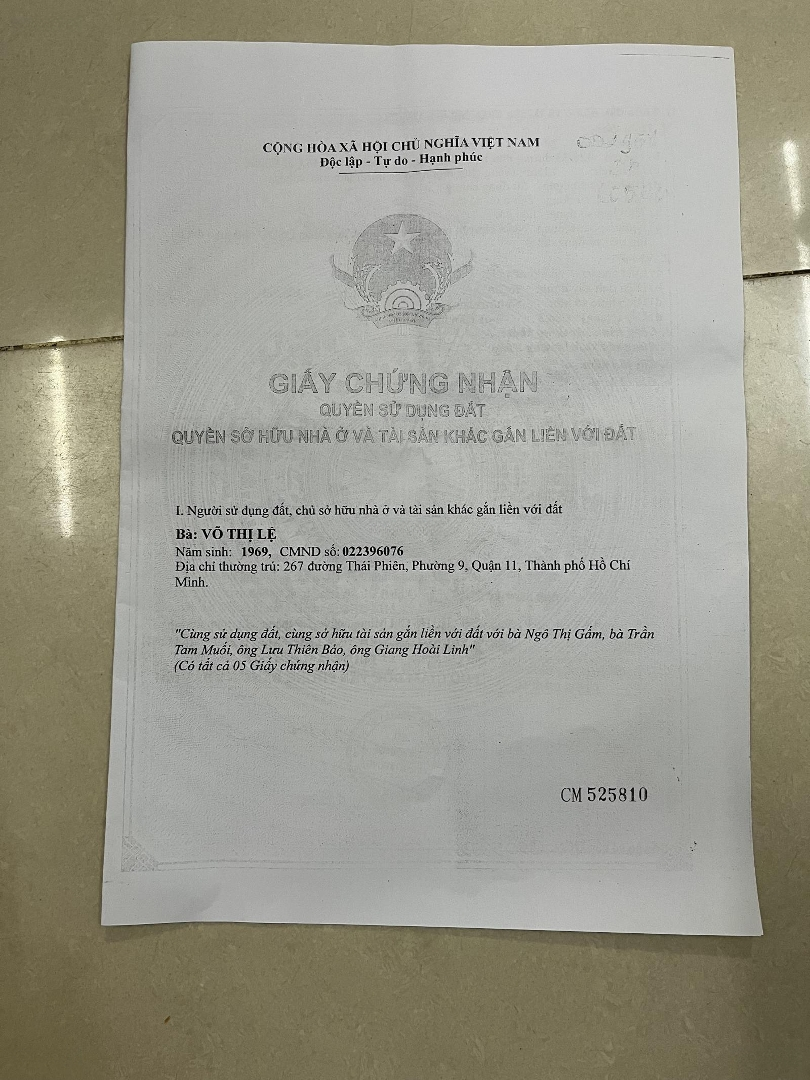 CỘNG HÒA XÃ HỘI CHỦ NGHĨA VIỆT NAM
Độc lập - Tự do - Hạnh phúc
GIẤY CHỨNG NHẬN
QUYỀN SỬ DỤNG ĐẤT
QUYỀN SỞ HỮU NHÀ Ở VÀ TÀI SẢN KHÁC GẮN LIỀN VỚI ĐẤT
I. Người sử dụng đất, chủ sở hữu nhà ở và tài sản khác gắn liền với đất
Bà: VÕ THỊ LỆ
Năm sinh: 1969, CMND số: 022396076
Địa chỉ thường trú: 267 đường Thái Phiên, Phường 9, Quận 11, Thành phố Hồ Chí
Minh.
"Cùng sử dụng đất, cùng sở hữu tài sản gắn liền với đất với bà Ngô Thị Gấm, bà Trần
Tam Muối, ông Lưu Thiên Bảo, ông Giang Hoài Linh"
(Có tất cả 05 Giấy chứng nhận)
CM 525810